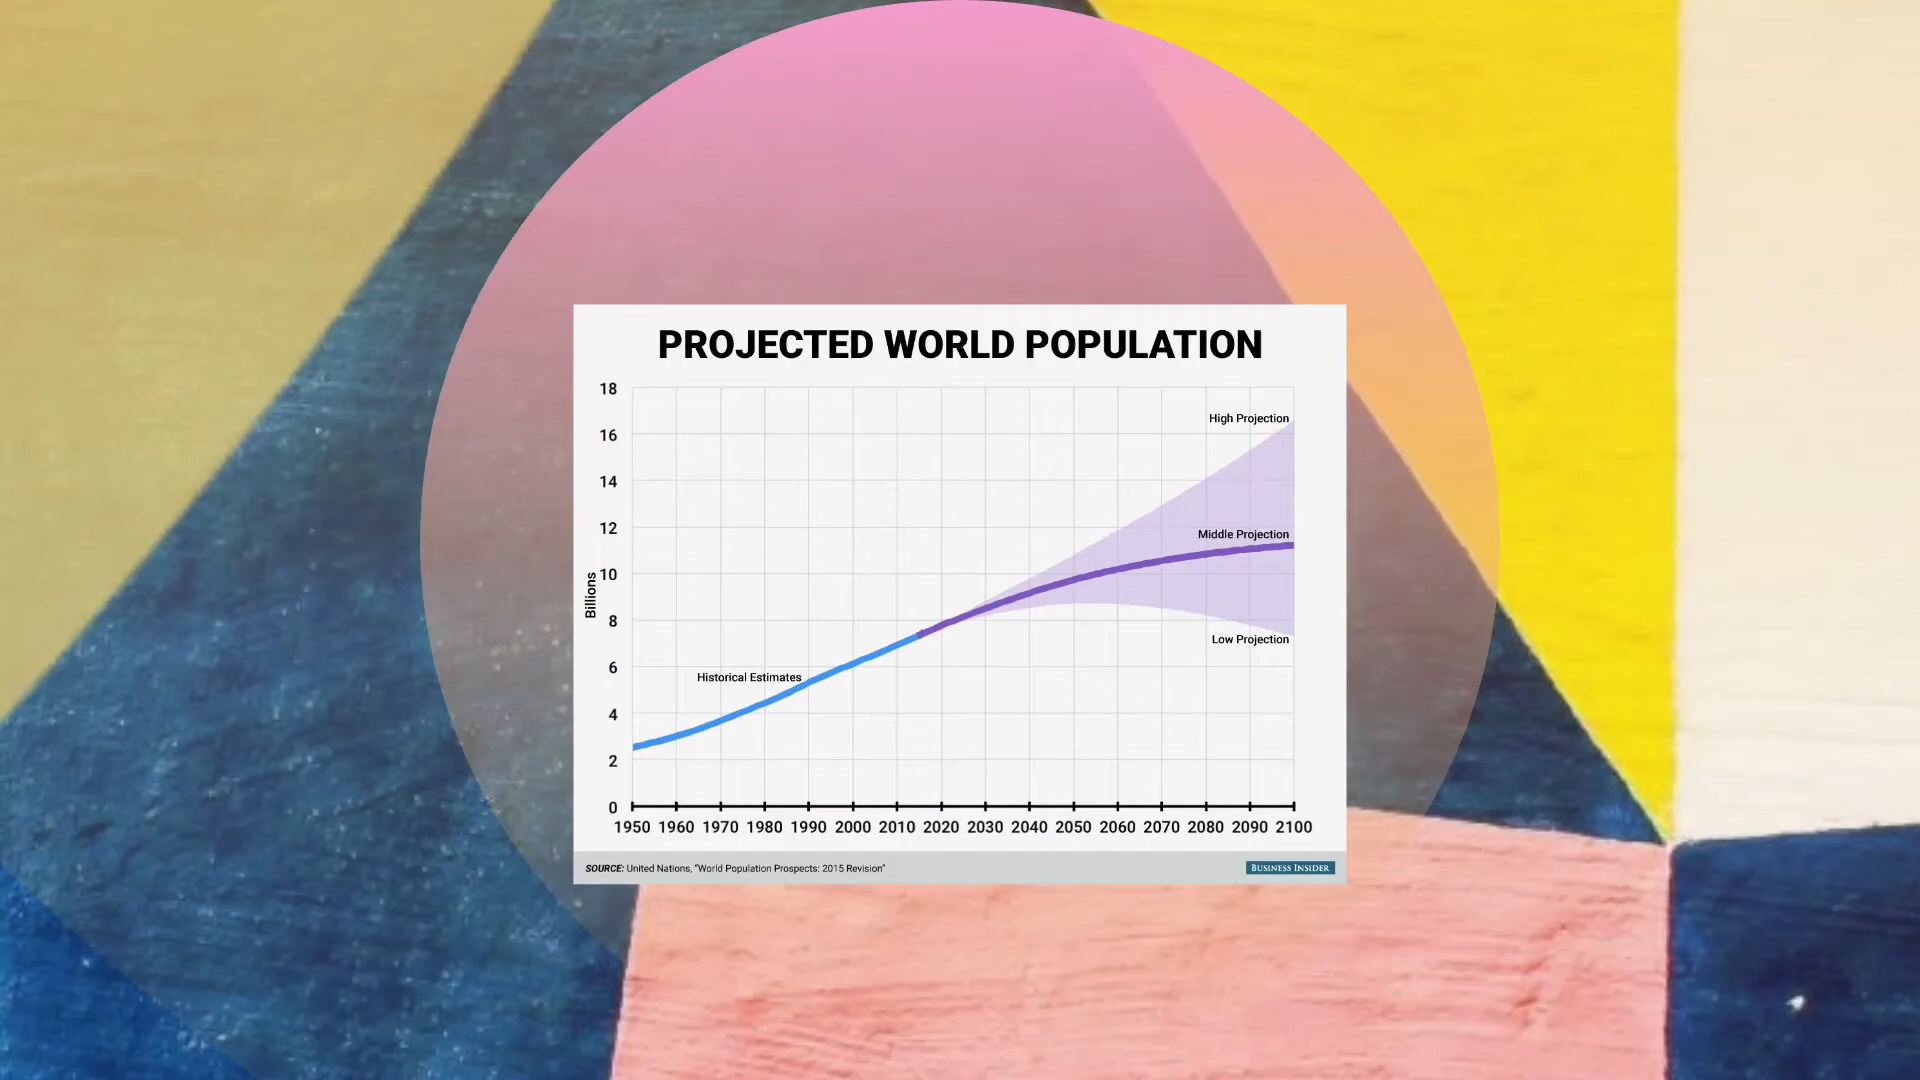 PROJECTED WORLD POPULATION
18
High Projection
16
14
12
Middle Projection
10
Billions
8
Low Projection
6
Historical Estimates
4
2
0
1950 1960 1970 1980 1990 2000 2010 2020 2030 2040 2050 2060 2070 2080 2090 2100
SOURCE: United Nations, "World Population Prospects: 2015 Revision"
BUSINESS INSIDER